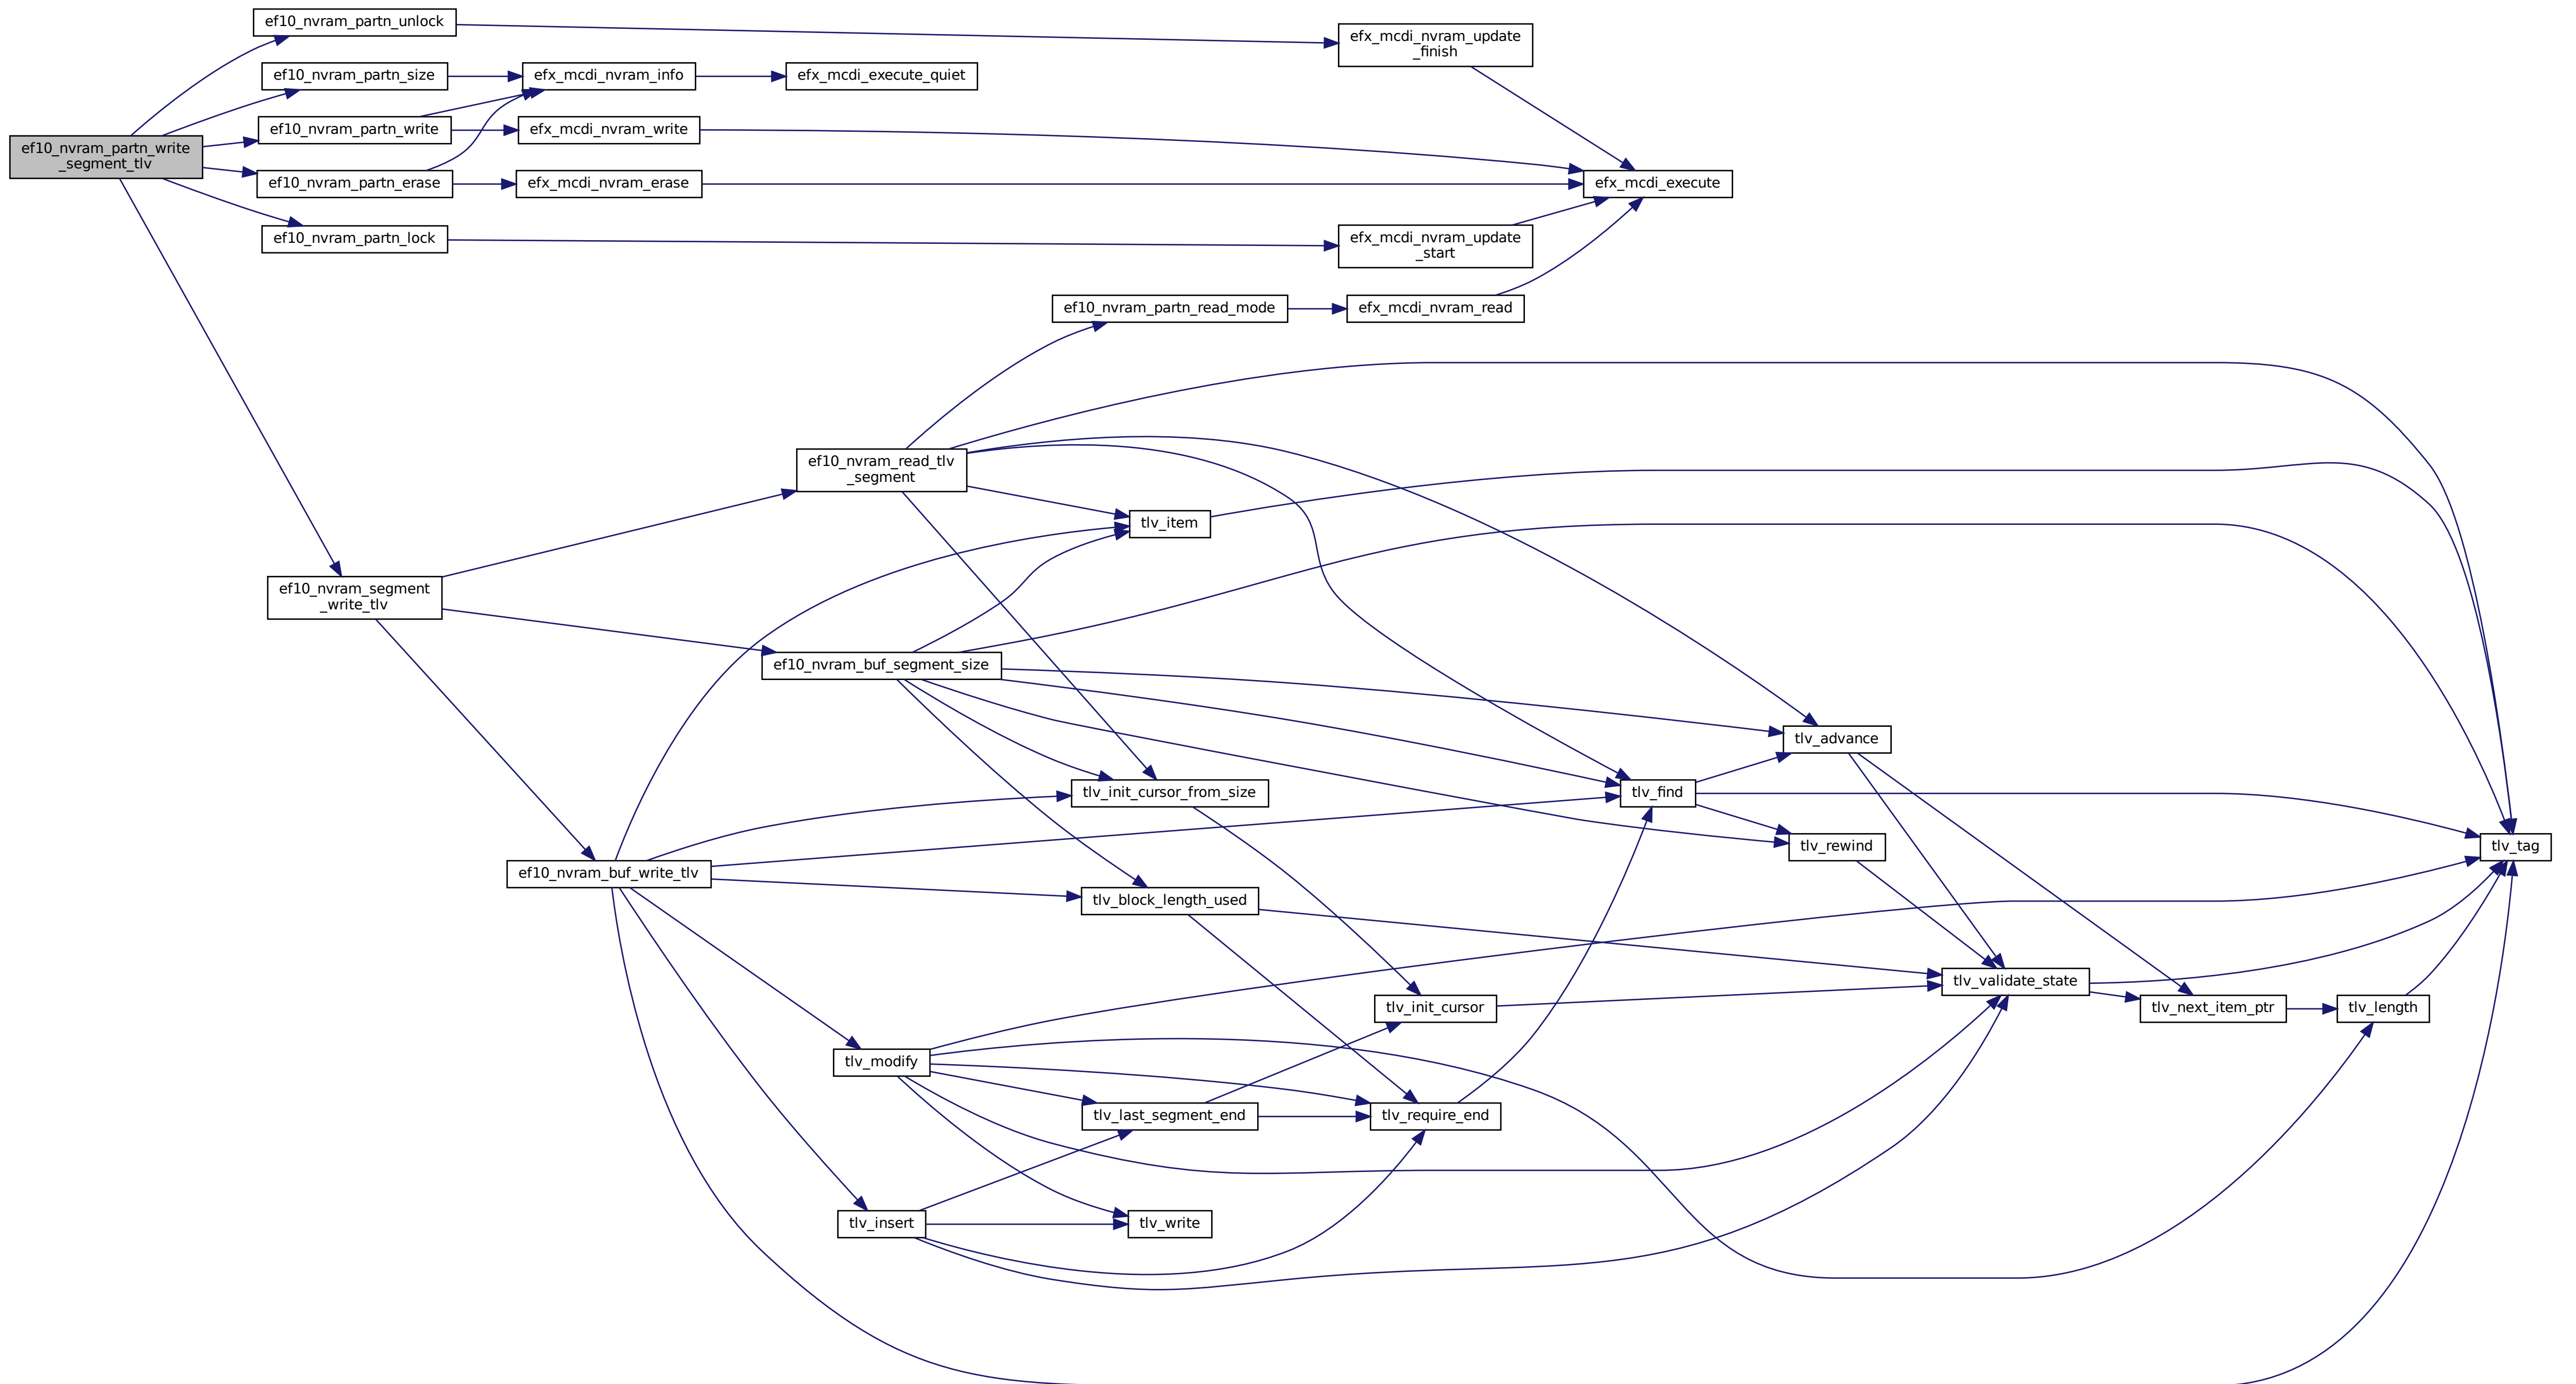 ef10_nvram_partn_write
_segment_tlv
ef10_nvram_partn_unlock
ef10_nvram_partn_size
ef10_nvram_partn_write
ef10_nvram_partn_erase
ef10_nvram_partn_lock
ef10_nvram_segment
_write_tlv
efx_mcdi_nvram_info
efx_mcdi_nvram_write
efx_mcdi_nvram_erase
ef10_nvram_buf_write_tlv
efx_mcdi_execute_quiet
ef10_nvram_read_tlv
_segment
ef10_nvram_buf_segment_size
tlv_modify
tlv_insert
ef10_nvram_partn_read_mode
tlv_item
tlv_init_cursor_from_size
tlv_block_length_used
tlv_last_segment_end
tlv_write
efx_mcdi_nvram_update
_finish
efx_mcdi_nvram_update
_start
efx_mcdi_nvram_read
tlv_init_cursor
tlv_require_end
efx_mcdi_execute
tlv_find
tlv_advance
tlv_rewind
tlv_validate_state
tlv_next_item_ptr
tlv_length
tlv_tag